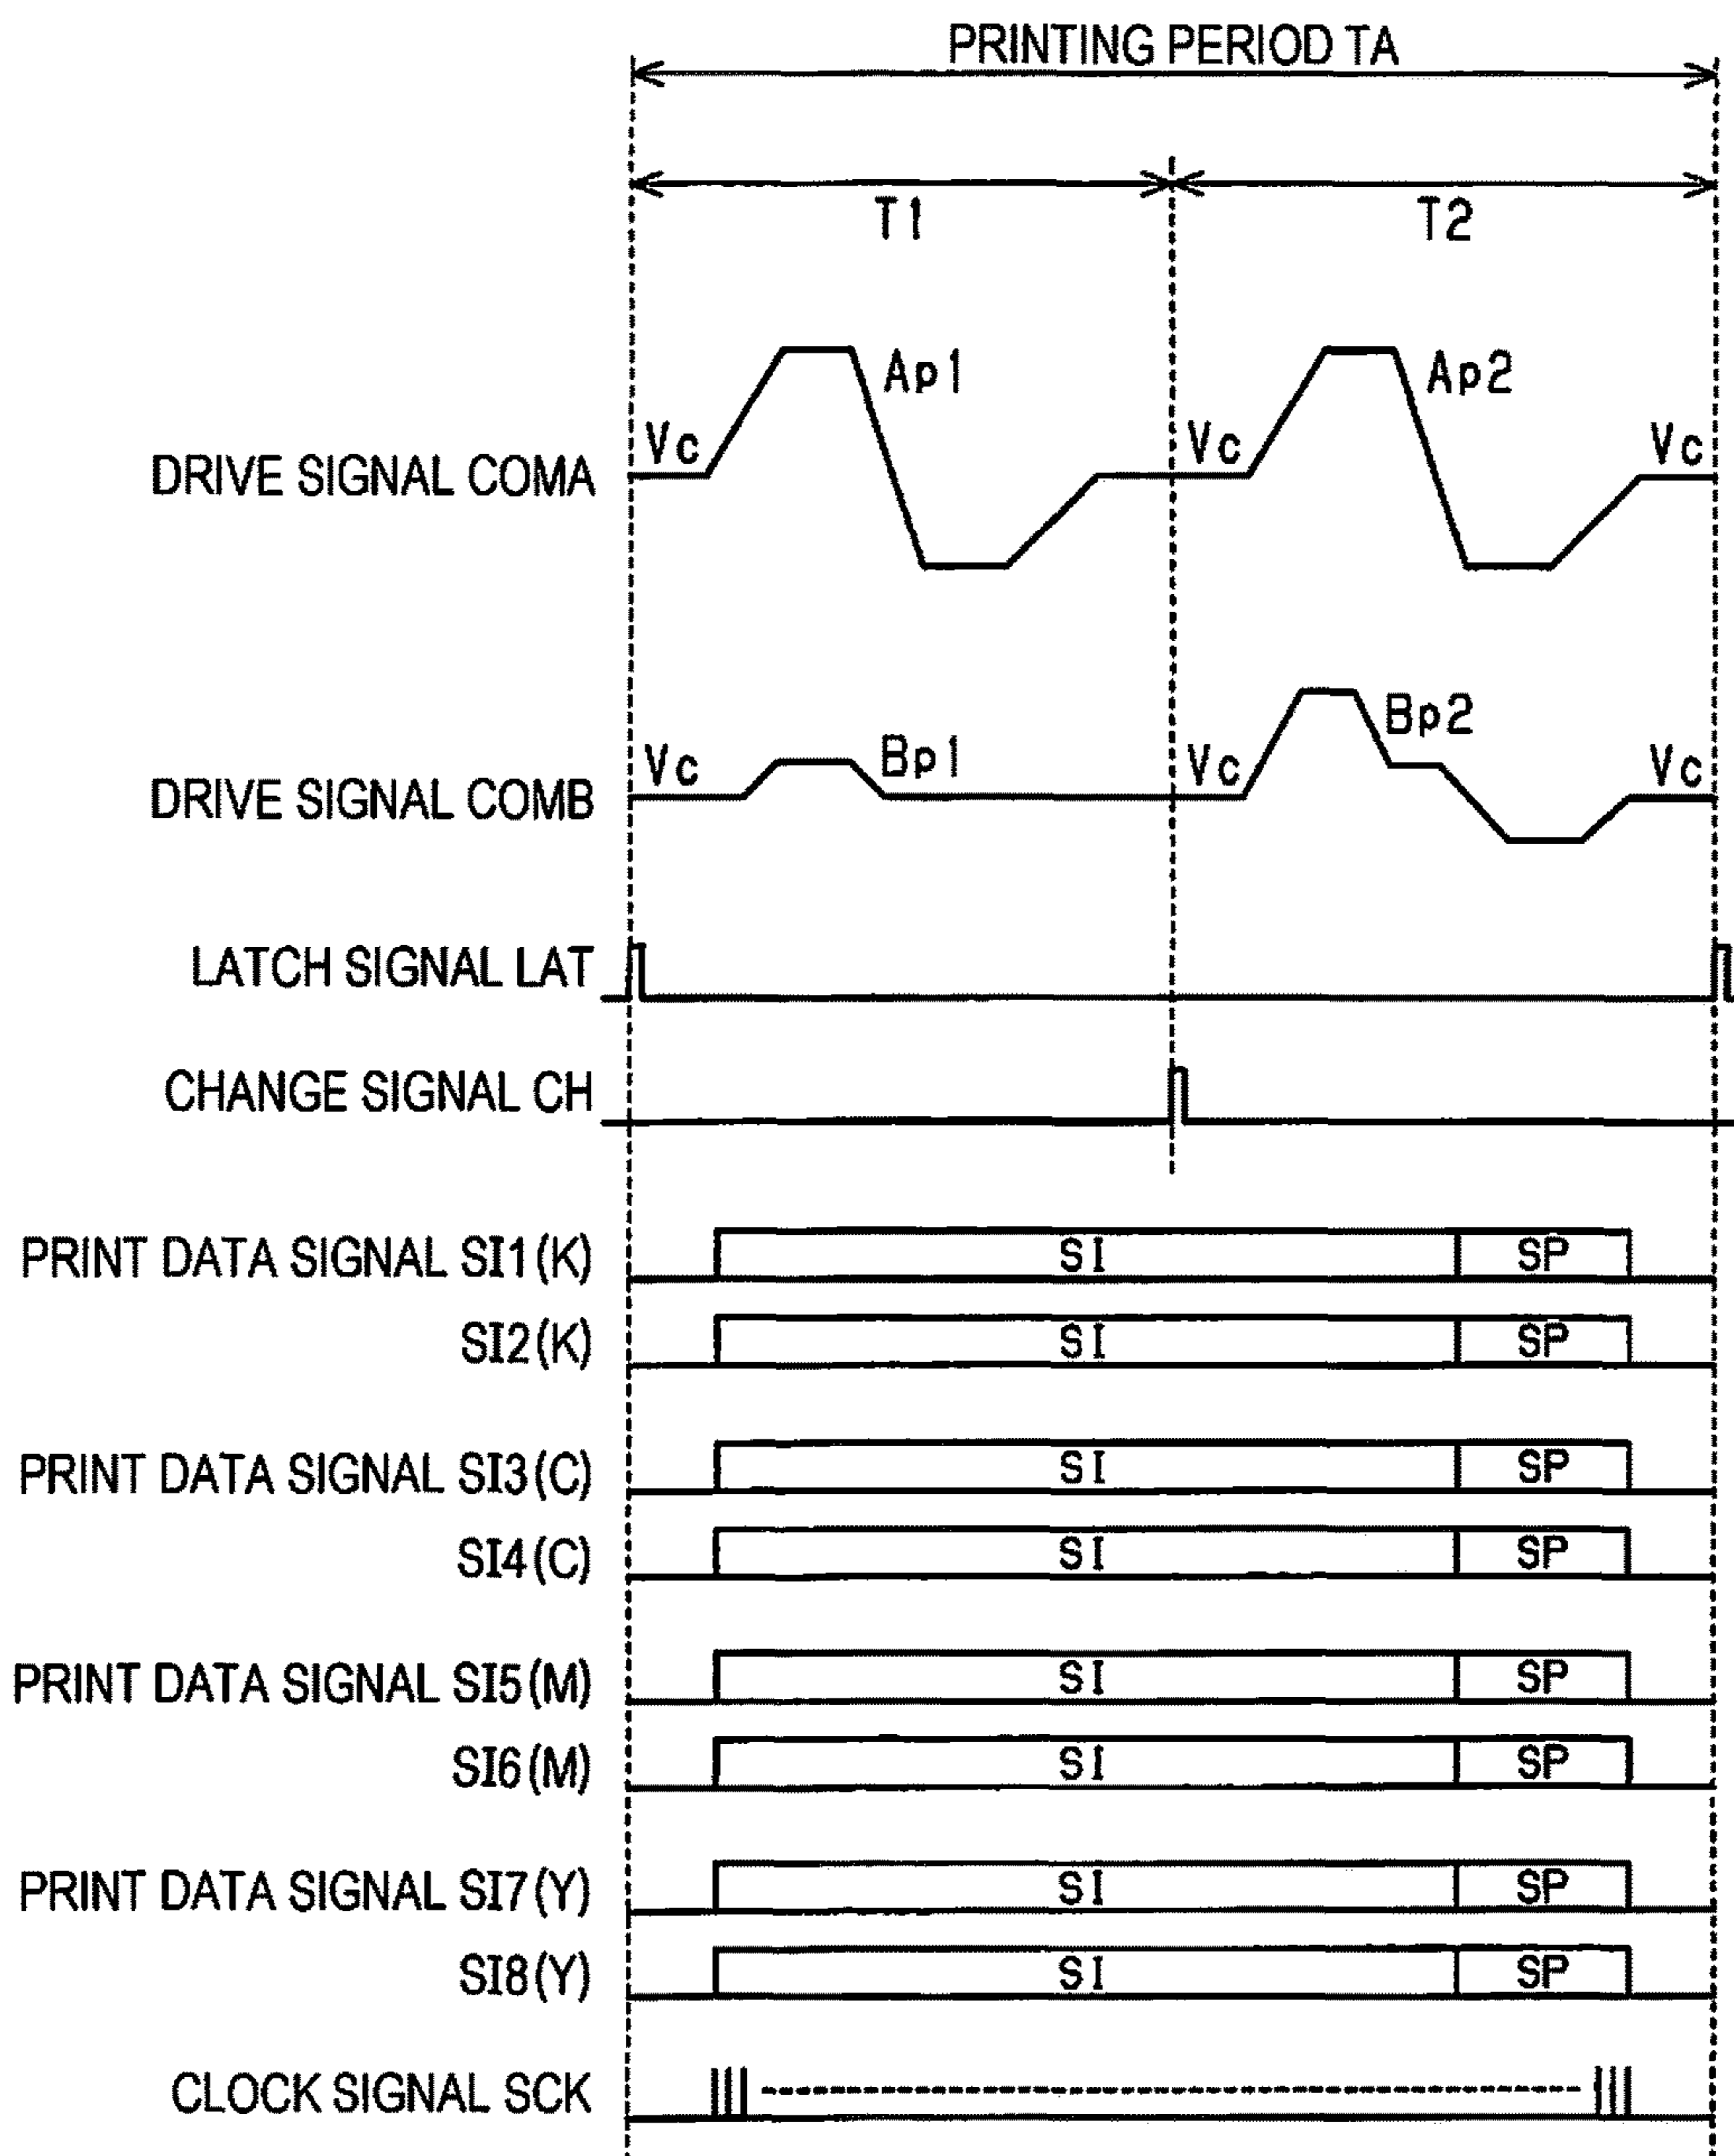 PRINTING PERIOD TA
T1 T2
Ap1 Ap2
DRIVE SIGNAL COMA Vc Vc Vc
Bp1 Bp2
DRIVE SIGNAL COMB Vc Vc Vc
LATCH SIGNAL LAT
CHANGE SIGNAL CH
PRINT DATA SIGNAL SI1(K) SI SP
SI2(K) SI SP
PRINT DATA SIGNAL SI3(C) SI SP
SI4(C) SI SP
PRINT DATA SIGNAL SI5(M) SI SP
SI6(M) SI SP
PRINT DATA SIGNAL SI7(Y) SI SP
SI8(Y) SI SP
CLOCK SIGNAL SCK